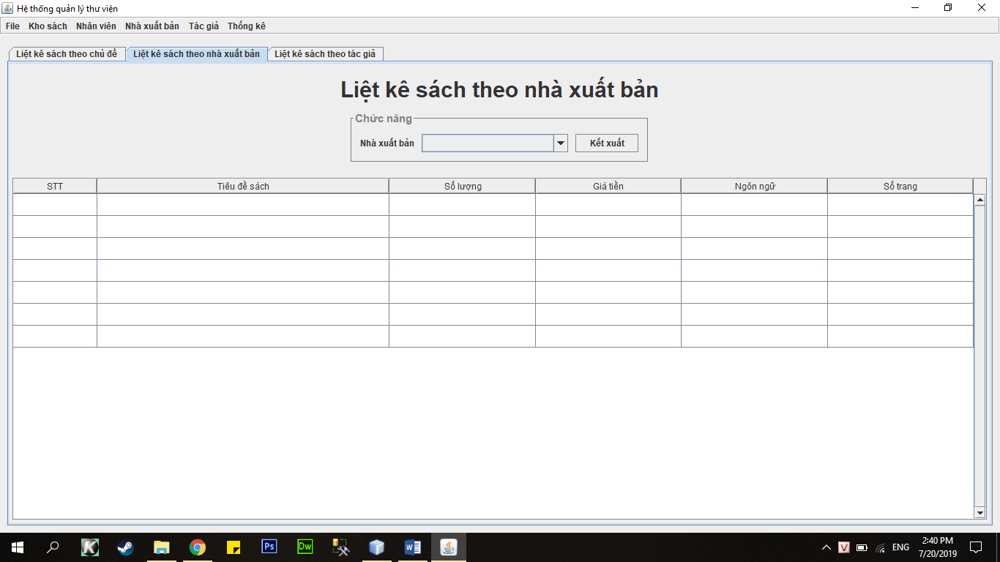 Hệ thống quản lý thư viện
File Kho sách Nhân viên Nhà xuất bản Tác giả Thống kê
Liệt kê sách theo chủ đề Liệt kê sách theo nhà xuất bản Liệt kê sách theo tác giả
Liệt kê sách theo nhà xuất bản
Chức năng
Nhà xuất bản Kết xuất
STT Tiêu đề sách Số lượng Giá tiền Ngôn ngữ Số trang
K Ps Dw W V ENG 2:40 PM
7/20/2019